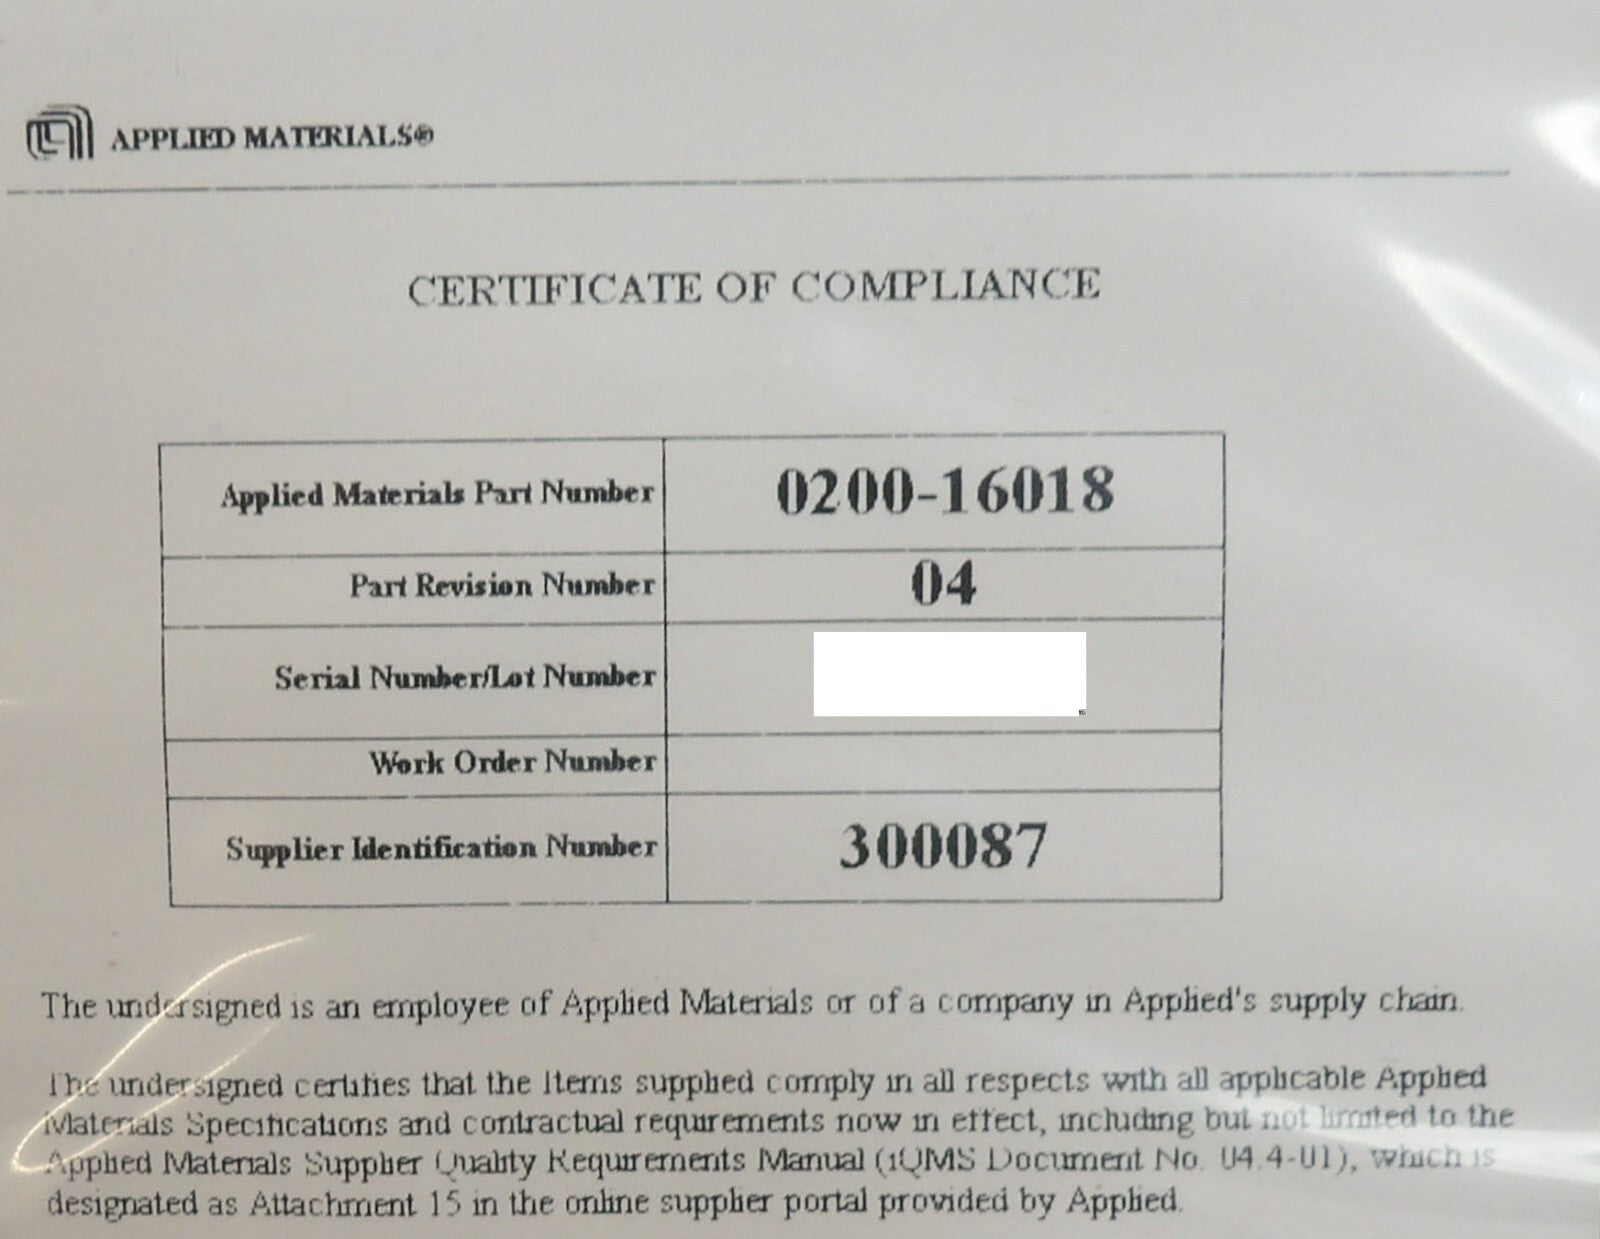 APPLIED MATERIALS®
CERTIFICATE OF COMPLIANCE
Applied Materials Part Number 0200-16018
Part Revision Number 04
Serial Number/Lot Number
Work Order Number
Supplier Identification Number 300087
The undersigned is an employee of Applied Materials or of a company in Applied's supply chain.
The undersigned certifies that the Items supplied comply in all respects with all applicable Applied
Materials Specifications and contractual requirements now in effect, including but not limited to the
Applied Materials Supplier Quality Requirements Manual (iQMS Document No. 04.4-01), which is
designated as Attachment 15 in the online supplier portal provided by Applied.